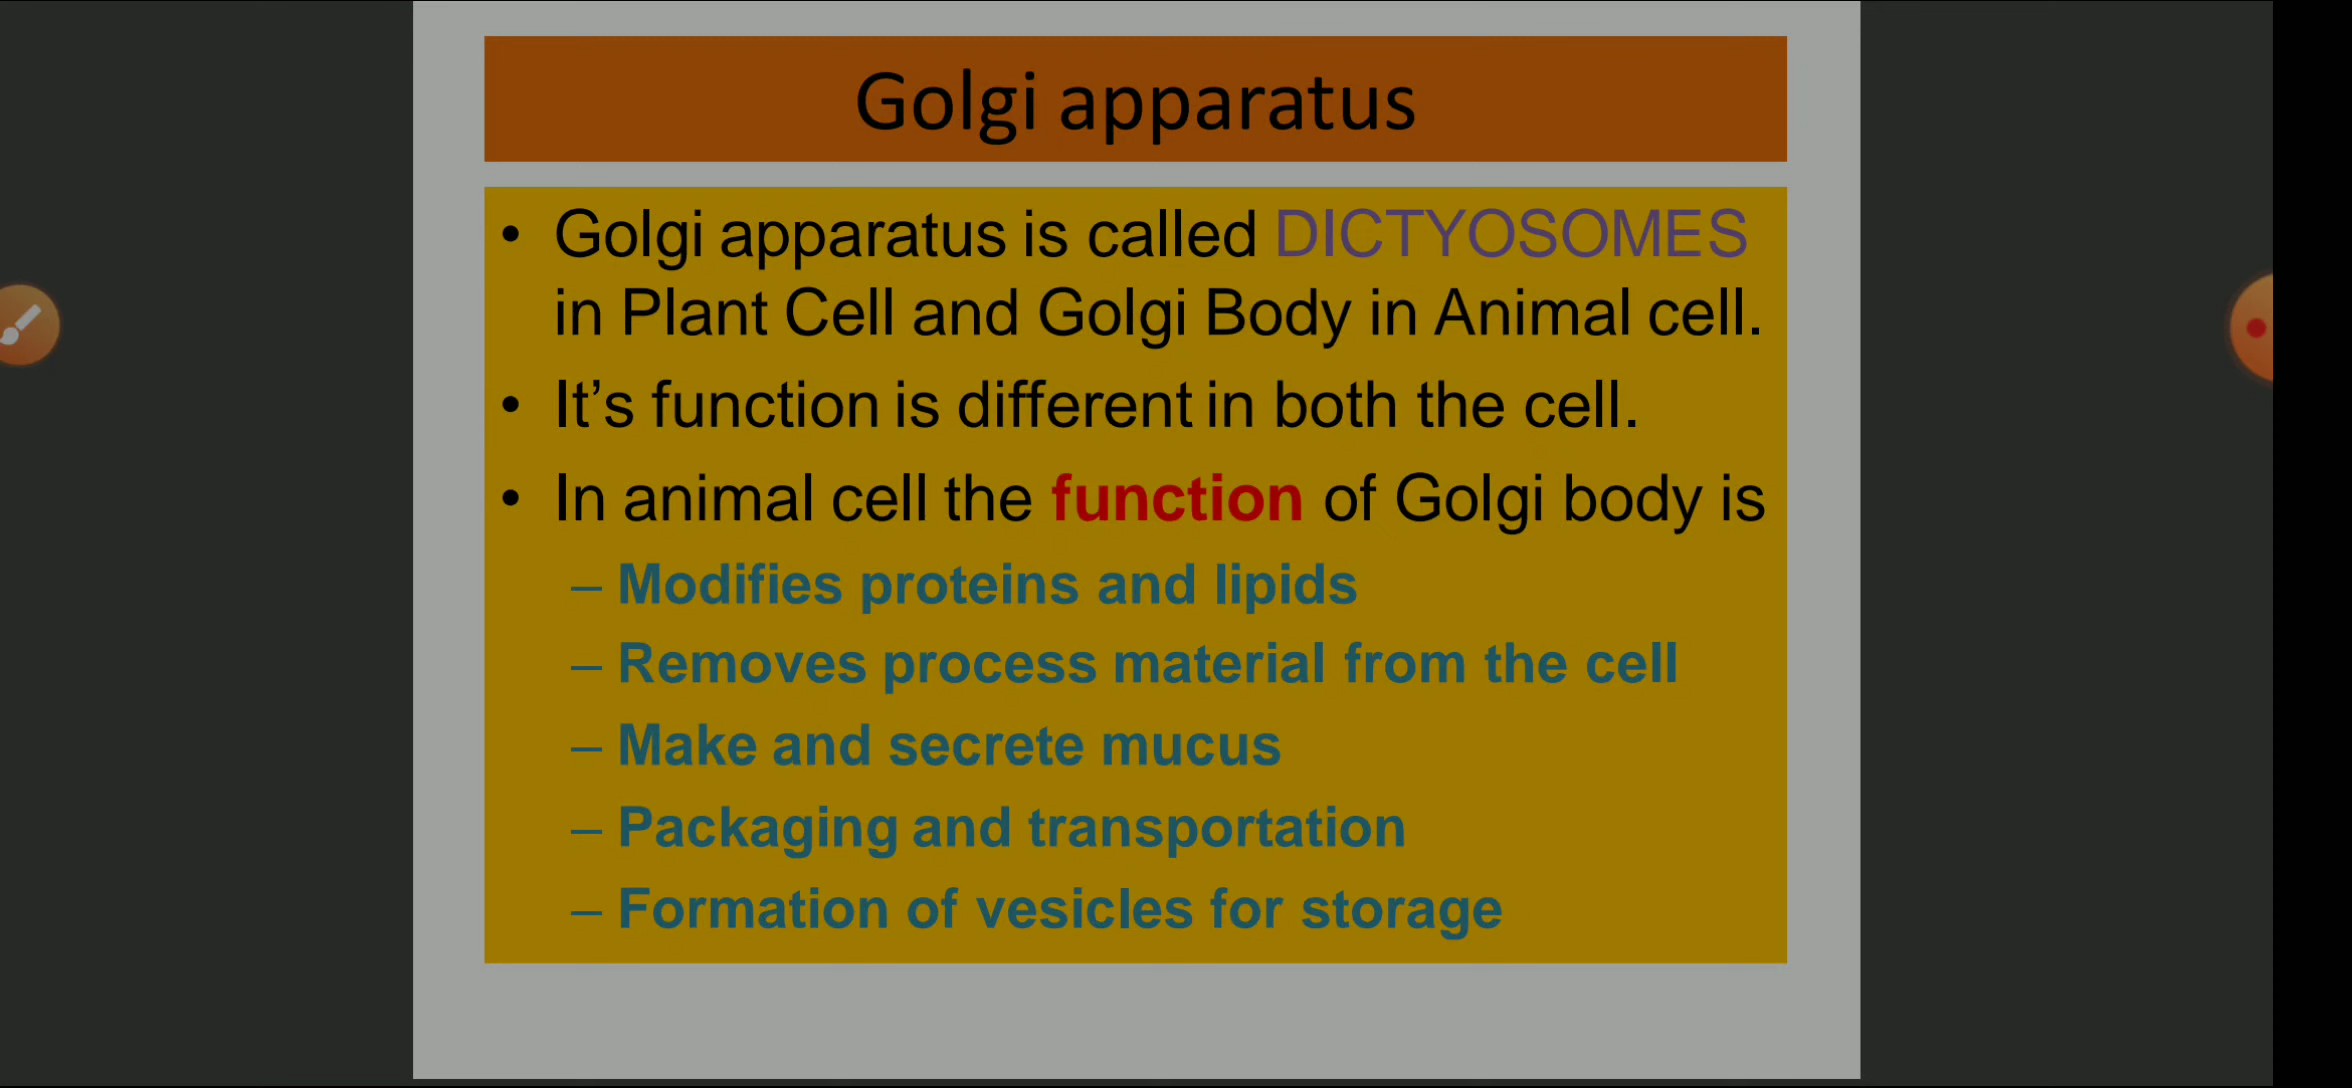 Golgi apparatus
• Golgi apparatus is called DICTYOSOMES
in Plant Cell and Golgi Body in Animal cell.
• It’s function is different in both the cell.
• In animal cell the function of Golgi body is
– Modifies proteins and lipids
– Removes process material from the cell
– Make and secrete mucus
– Packaging and transportation
– Formation of vesicles for storage